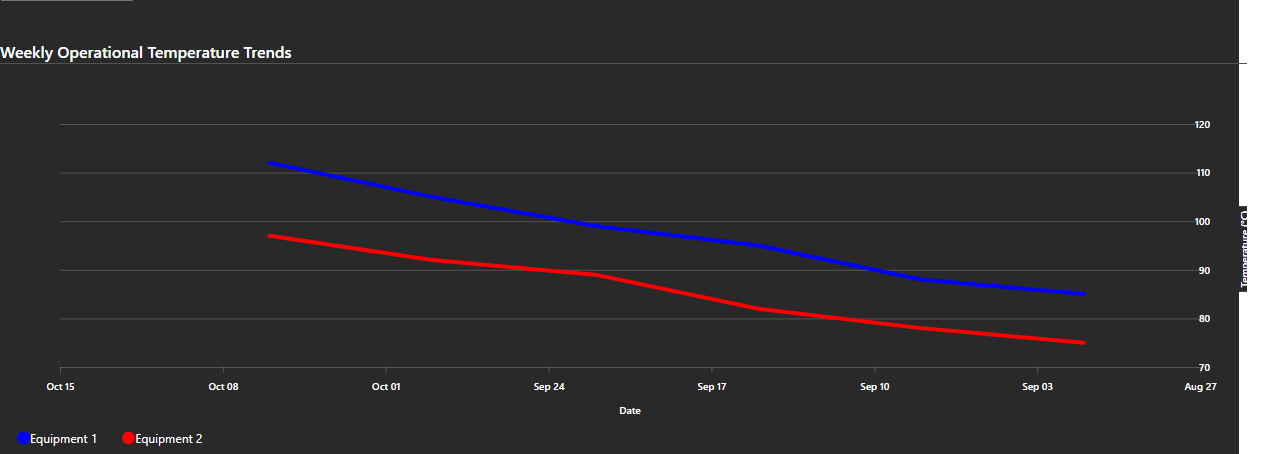 Weekly Operational Temperature Trends
120
110
100
90
80
70
Temperature (°C)
Oct 15 Oct 08 Oct 01 Sep 24 Sep 17 Sep 10 Sep 03 Aug 27
Date
Equipment 1 Equipment 2